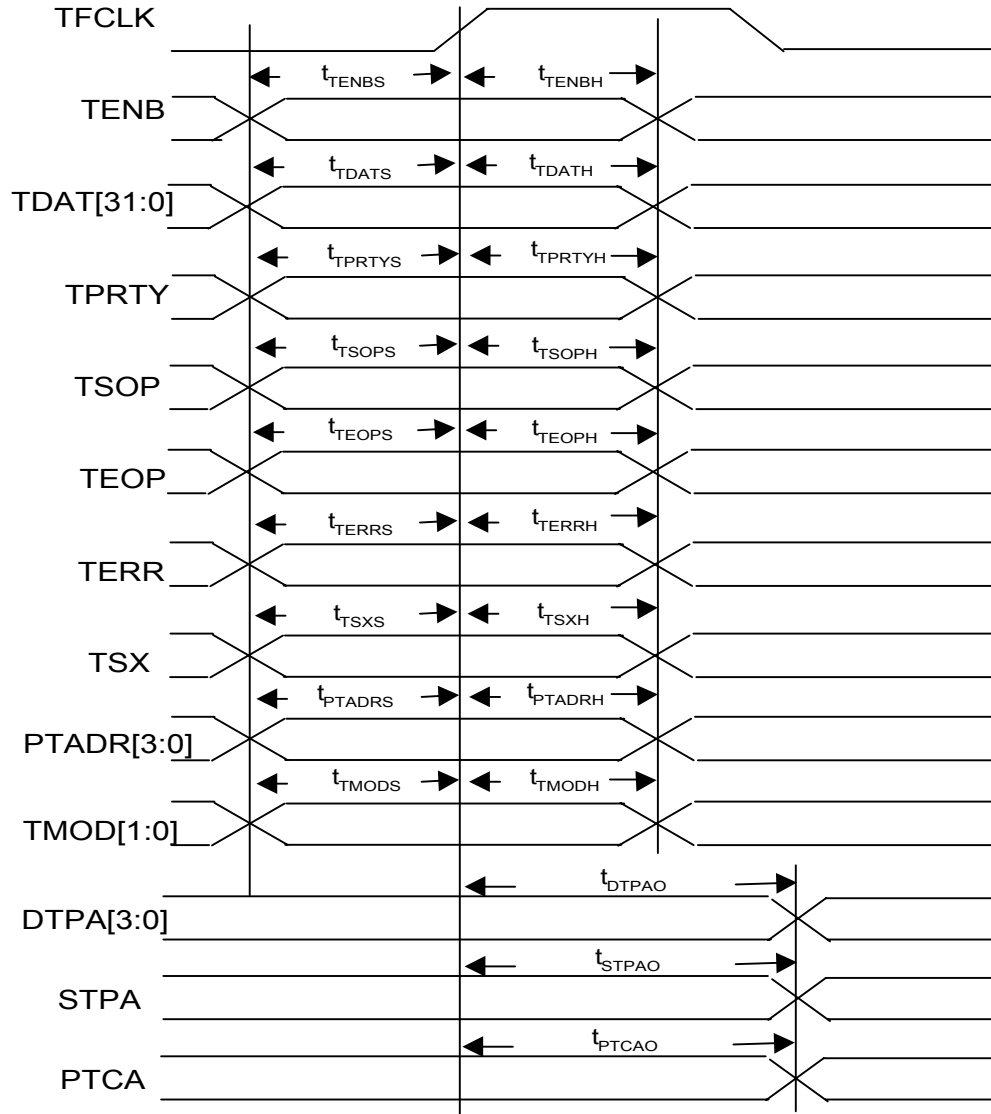 TFCLK
tTENBS tTENBH
TENB
tTDATS tTDATH
TDAT[31:0]
tTPRTYS tTPRTYH
TPRTY
tTSOPS tTSOPH
TSOP
tTEOPS tTEOPH
TEOP
tTERRS tTERRH
TERR
tTSXS tTSXH
TSX
tPTADRS tPTADRH
PTADR[3:0]
tTMODS tTMODH
TMOD[1:0]
tDTPAO
DTPA[3:0]
tSTPAO
STPA
tPTCAO
PTCA